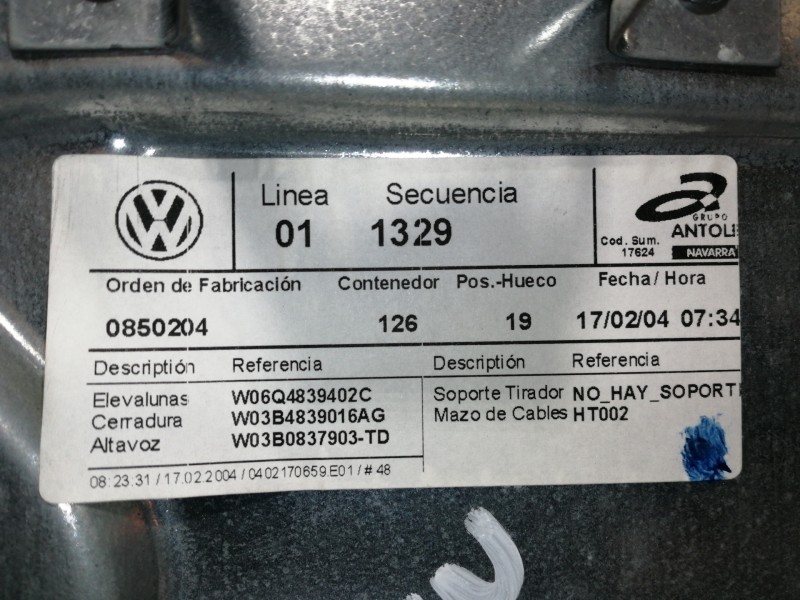 Linea Secuencia
01 1329
GRUPO
ANTOLI
Cod. Sum.
17624
NAVARRA
Orden de Fabricación Contenedor Pos.-Hueco Fecha/Hora
0850204 126 19 17/02/04 07:34
Descriptión Referencia Descriptión Referencia
Elevalunas W06Q4839402C Soporte Tirador NO_HAY_SOPORT
Cerradura W03B4839016AG Mazo de Cables HT002
Altavoz W03B0837903-TD
08:23:31 / 17.02.2004 / 0402170659.E01 / # 48